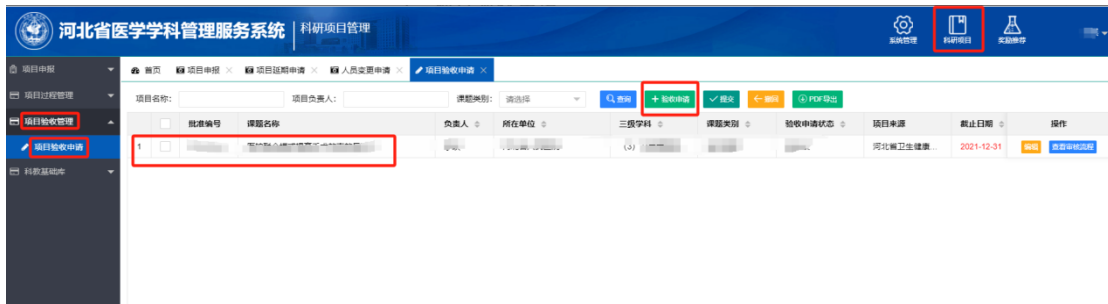 河北省医学学科管理服务系统 科研项目管理
系统管理 科研项目 奖励推荐
项目申报
首页 项目申报 项目延期申请 人员变更申请 项目验收申请
项目过程管理
项目名称: 项目负责人: 课题类别: 请选择 查询 验收申请 提交 撤回 PDF导出
项目验收管理
批准编号 课题名称 负责人 所在单位 三级学科 课题类别 验收申请状态 项目来源 截止日期 操作
项目验收申请
1 (3) 河北省卫生健康... 2021-12-31 编辑 查看审核流程
科教基础库